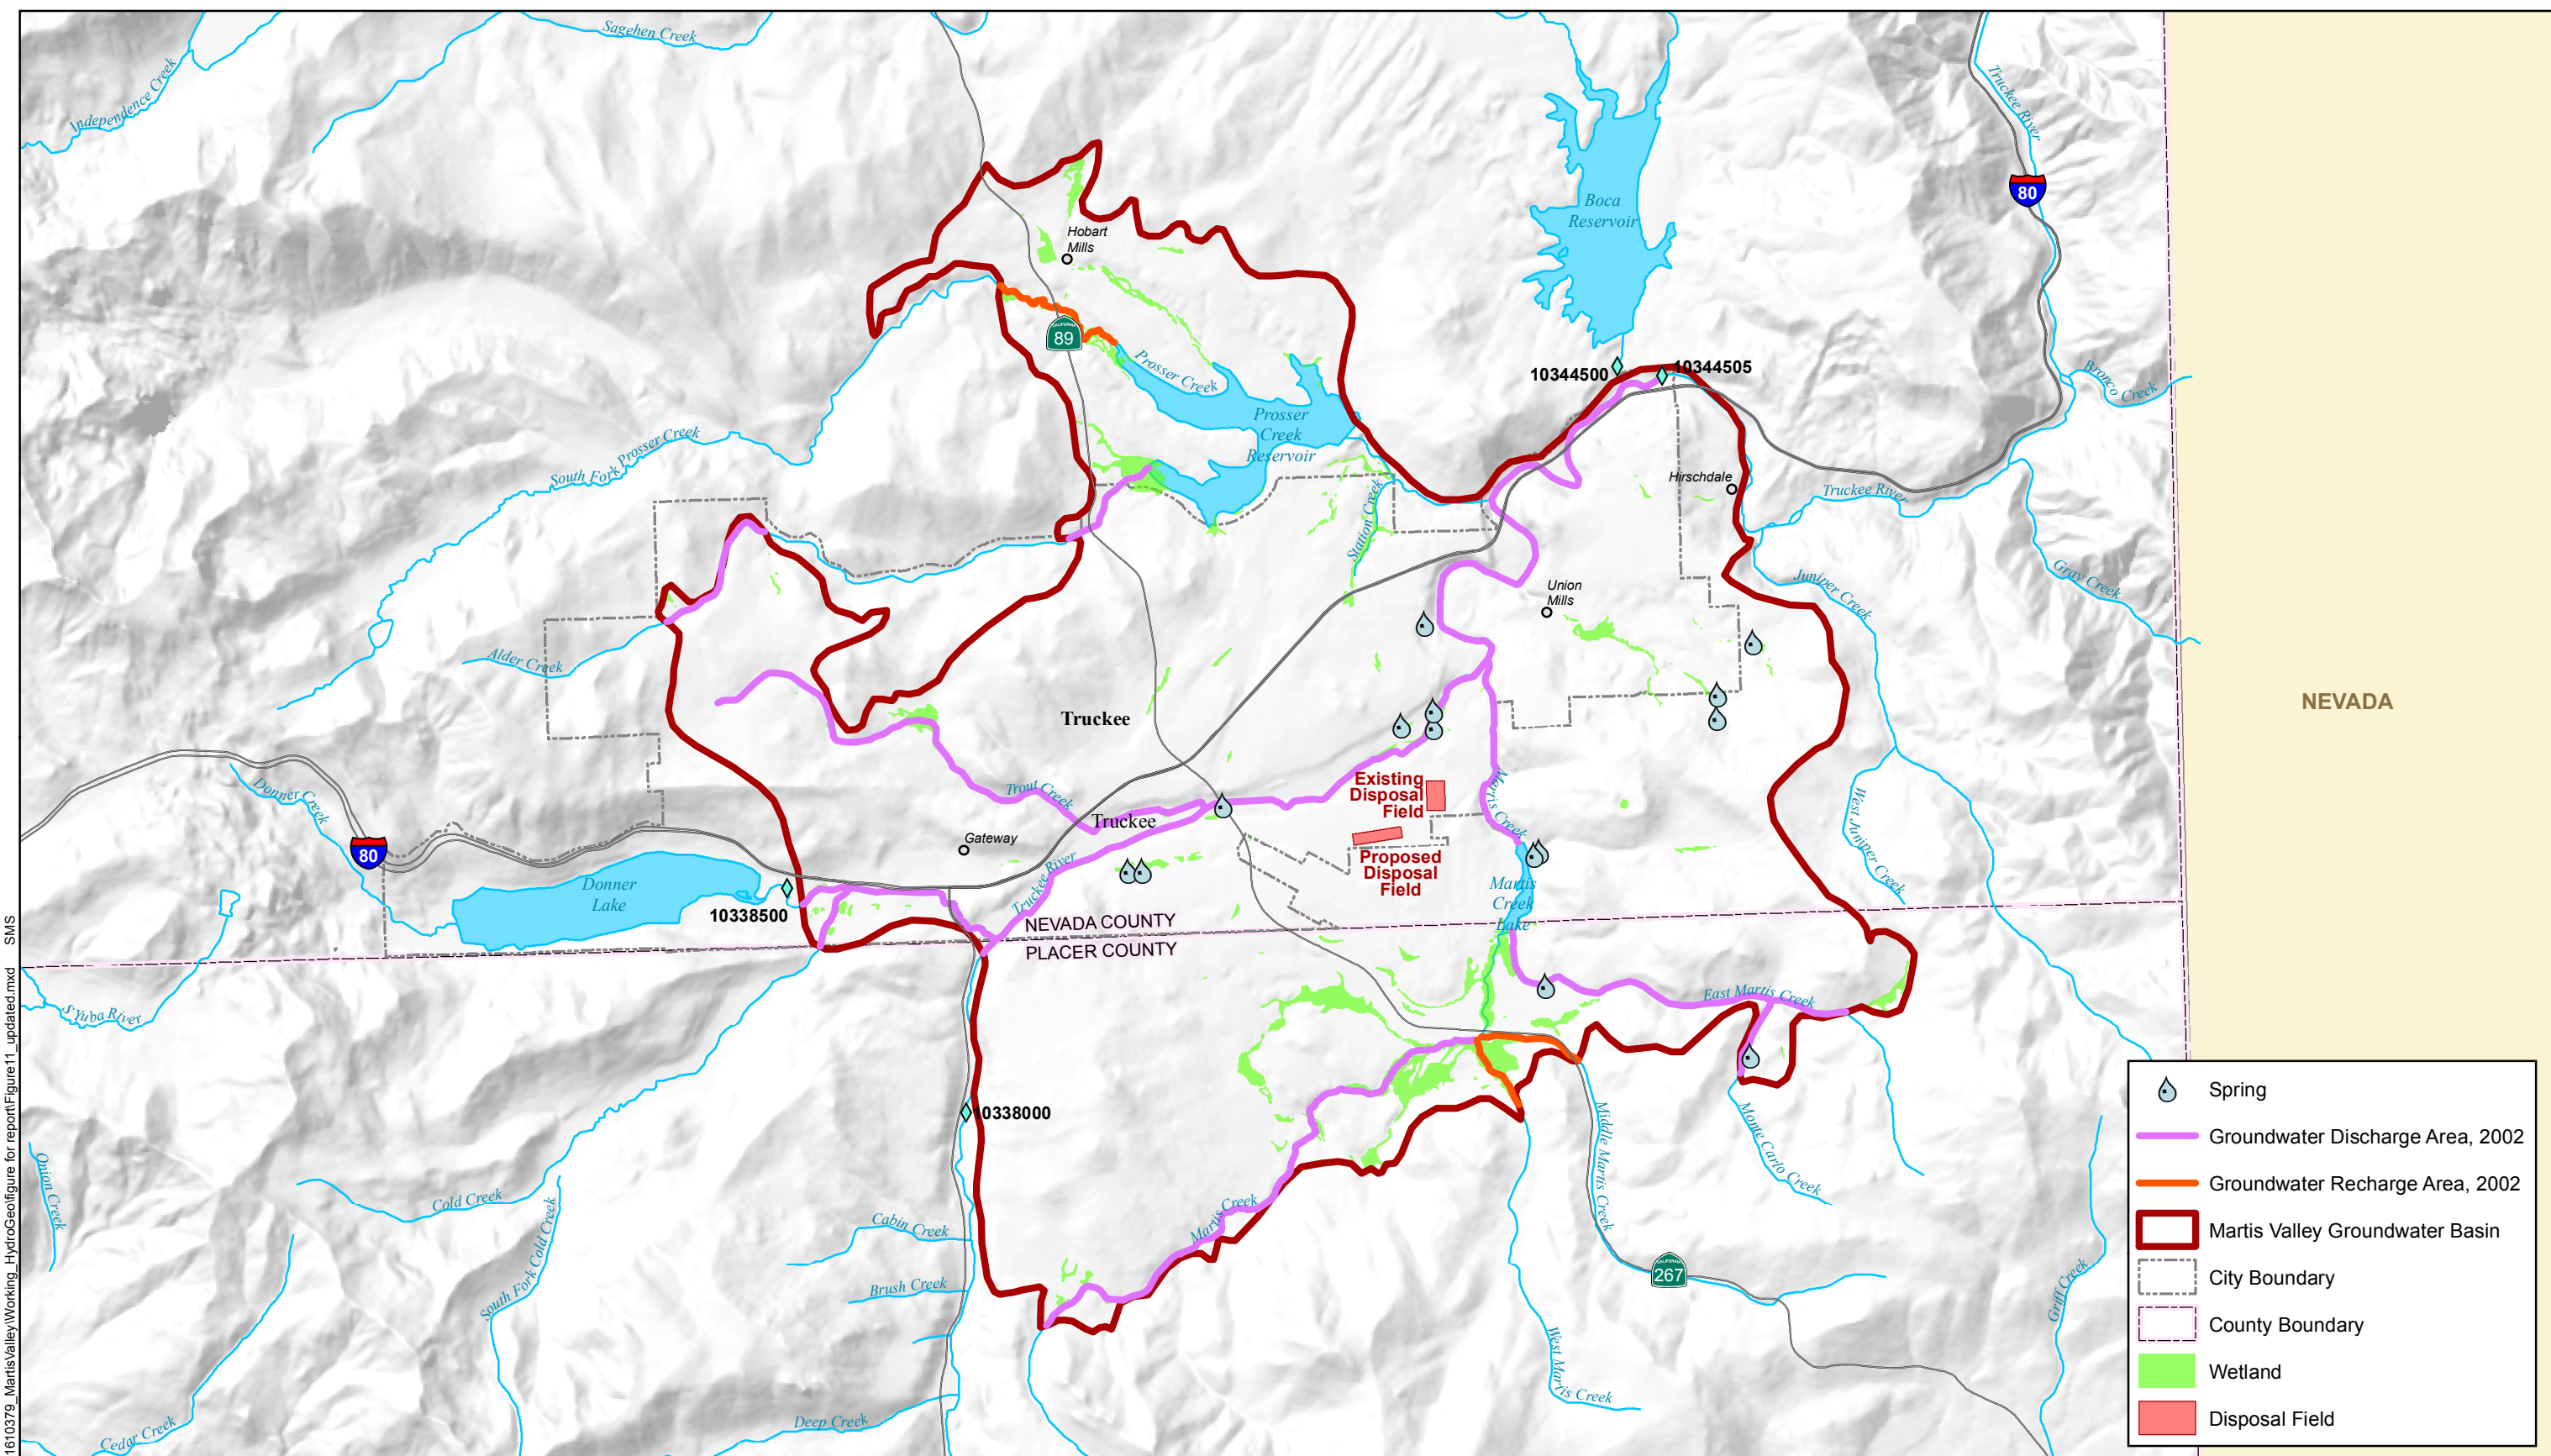 Sagehen Creek
Independence Creek
Truckee River
80
Boca
Reservoir
Hobart
Mills
CALIFORNIA
89
Prosser Creek
10344500
10344505
Bronco Creek
Prosser
Creek
Reservoir
South Fork Prosser Creek
Hirschdale
Truckee River
Statton Creek
Gray Creek
Juniper Creek
Union
Mills
Alder Creek
NEVADA
Truckee
Existing
Disposal
Field
Martis Creek
Donner Creek
Trout Creek
Truckee
West Juniper Creek
Gateway
80
Proposed
Disposal
Field
Donner
Lake
Truckee River
Martis
Creek
Lake
10338500
NEVADA COUNTY
PLACER COUNTY
S Yuba River
East Martis Creek
10338000
Middle Martis Creek
Monte Carlo Creek
Onion Creek
Cold Creek
South Fork Cold Creek
Cabin Creek
Martis Creek
Brush Creek
CALIFORNIA
267
Griff Creek
West Martis Creek
Deep Creek
Cedar Creek
Spring
Groundwater Discharge Area, 2002
Groundwater Recharge Area, 2002
Martis Valley Groundwater Basin
City Boundary
County Boundary
Wetland
Disposal Field
1610379_MartisValley\Working_HydroGeo\figure for report\Figure11_updated.mxd SMS